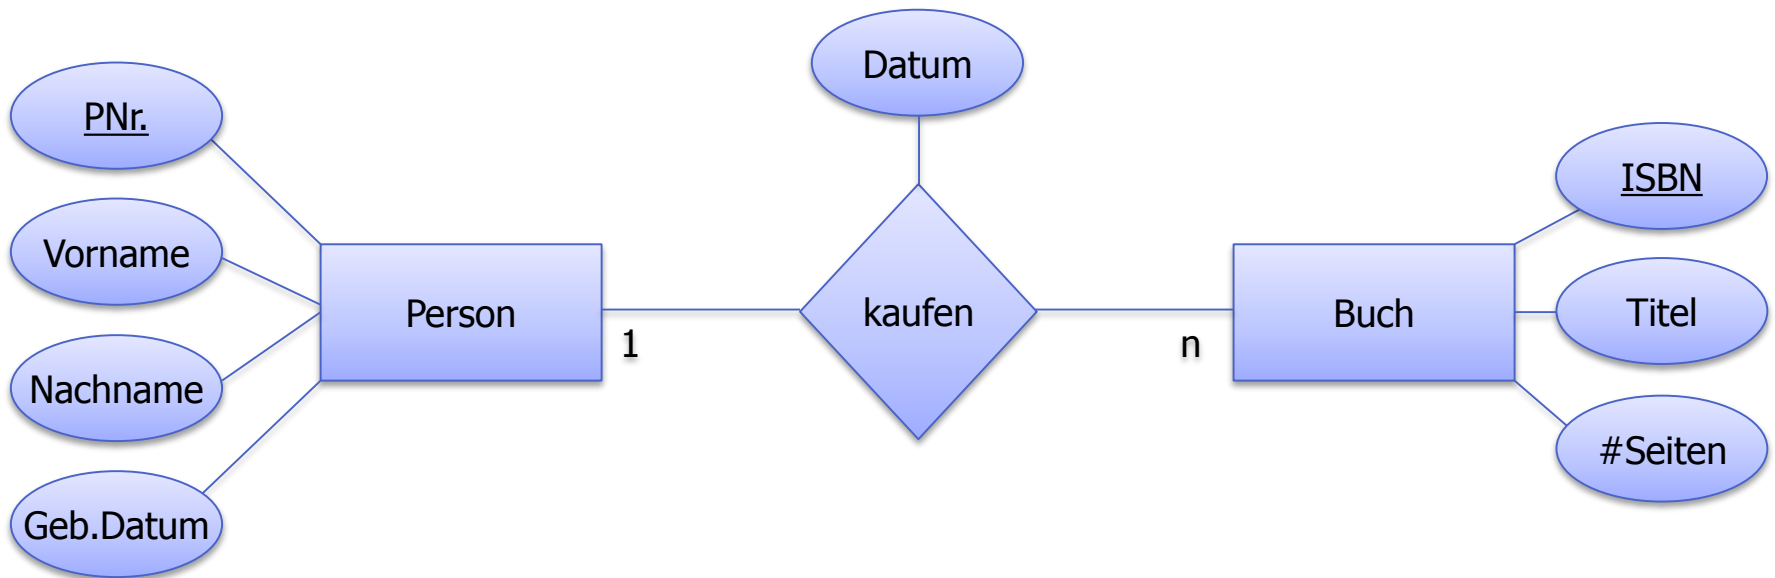 Datum
PNr.
Vorname
Nachname
Geb.Datum
Person
1
kaufen
n
Buch
ISBN
Titel
#Seiten